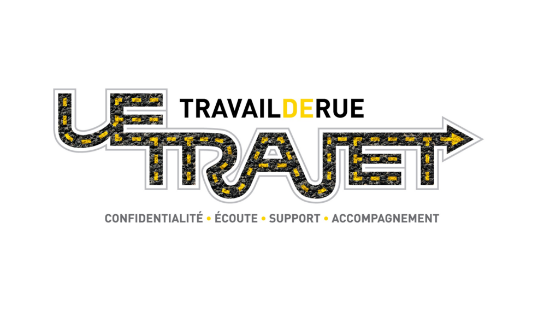 TRAVAILDERUE
LE TRAJET
CONFIDENTIALITÉ • ÉCOUTE • SUPPORT • ACCOMPAGNEMENT